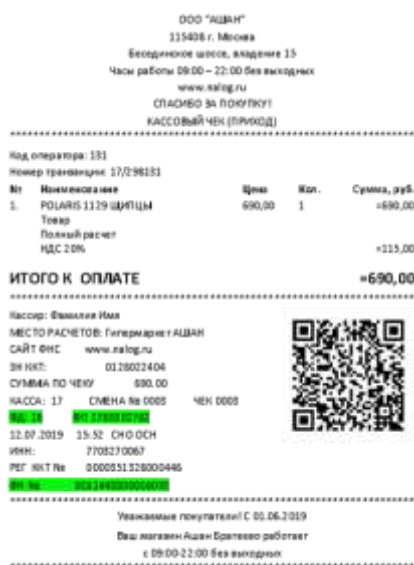 ООО "АШАН"
115408 г. Москва
Бесединское шоссе, владение 15
Часы работы 09:00 – 22:00 без выходных
www.nalog.ru
СПАСИБО ЗА ПОКУПКУ!
КАССОВЫЙ ЧЕК (ПРИХОД)
Код оператора: 131
Номер транзакции: 17/298131
№ Наименование Цена Кол. Сумма, руб.
1. POLARIS 1129 ЩИПЦЫ 690,00 1 =690,00
Товар
Полный расчет
НДС 20% =115,00
ИТОГО К ОПЛАТЕ =690,00
Кассир: Фамилия Имя
МЕСТО РАСЧЕТОВ: Гипермаркет АШАН
САЙТ ФНС www.nalog.ru
ЗН ККТ: 0128022404
СУММА ПО ЧЕКУ 690.00
КАССА: 17 СМЕНА № 0003 ЧЕК 0003
12.07.2019 15:52 СНО ОСН
ИНН: 7703270067
РЕГ ККТ № 0000351328000446
ФН №
Уважаемые покупатели! С 01.06.2019
Ваш магазин Ашан Братеево работает
с 09:00-22:00 без выходных